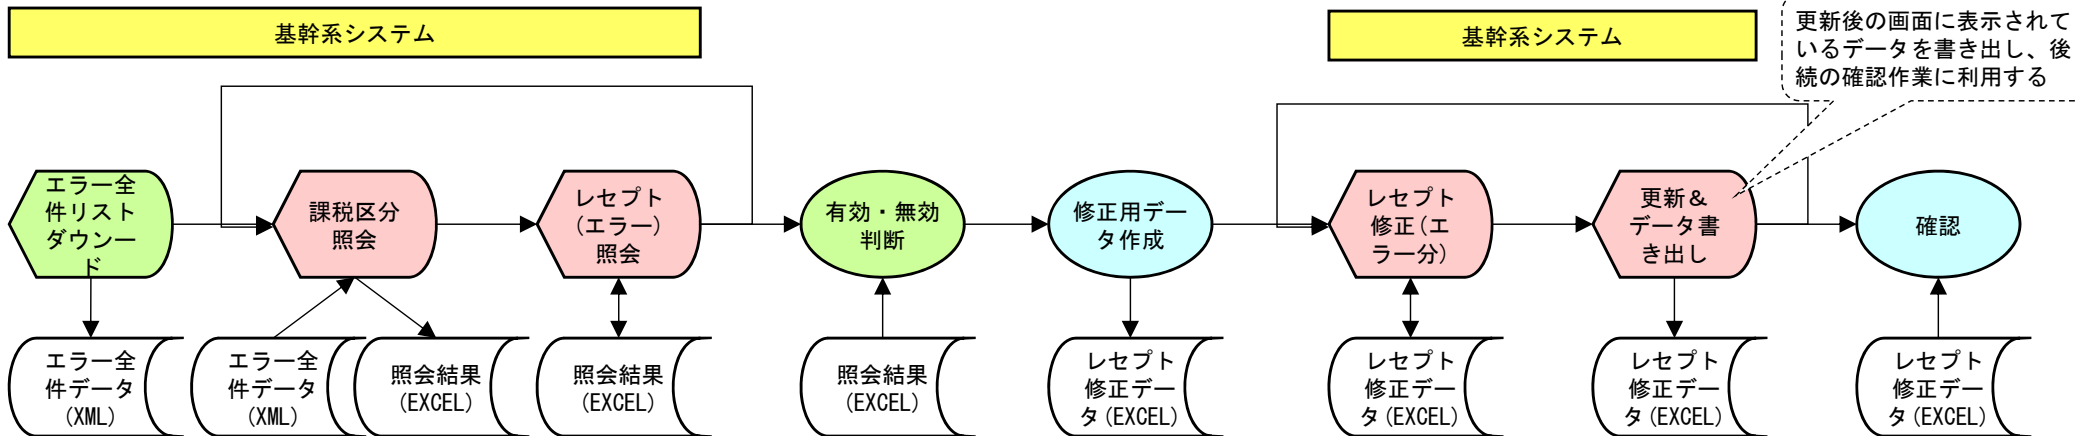 基幹系システム
基幹系システム
更新後の画面に表示されて
いるデータを書き出し、後
続の確認作業に利用する
エラー全
件リスト
ダウンー
ド
課税区分
照会
レセプト
(エラー)
照会
有効・無効
判断
修正用デー
タ作成
レセプト
修正(エ
ラー分)
更新＆
データ書
き出し
確認
エラー全
件データ
(XML)
エラー全
件データ
(XML)
照会結果
(EXCEL)
照会結果
(EXCEL)
照会結果
(EXCEL)
レセプト
修正デー
タ(EXCEL)
レセプト
修正デー
タ(EXCEL)
レセプト
修正デー
タ(EXCEL)
レセプト
修正デー
タ(EXCEL)